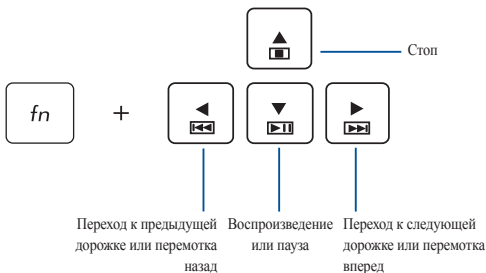 Стоп
fn +
Переход к предыдущей
дорожке или перемотка
назад
Воспроизведение
или пауза
Переход к следующей
дорожке или перемотка
вперед